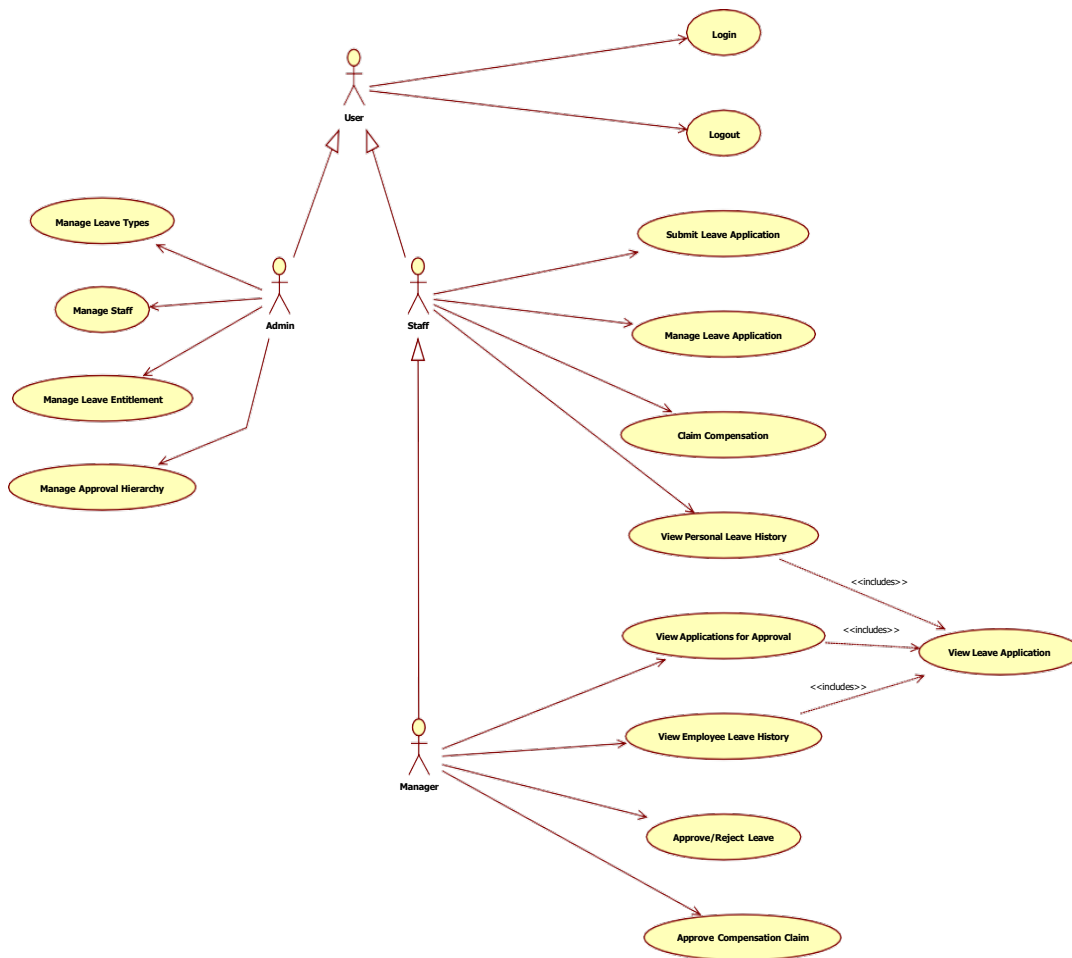 Login
User
Logout
Manage Leave Types
Submit Leave Application
Manage Staff
Admin
Staff
Manage Leave Application
Manage Leave Entitlement
Claim Compensation
Manage Approval Hierarchy
View Personal Leave History
<<includes>>
View Applications for Approval
<<includes>>
View Leave Application
<<includes>>
View Employee Leave History
Manager
Approve/Reject Leave
Approve Compensation Claim